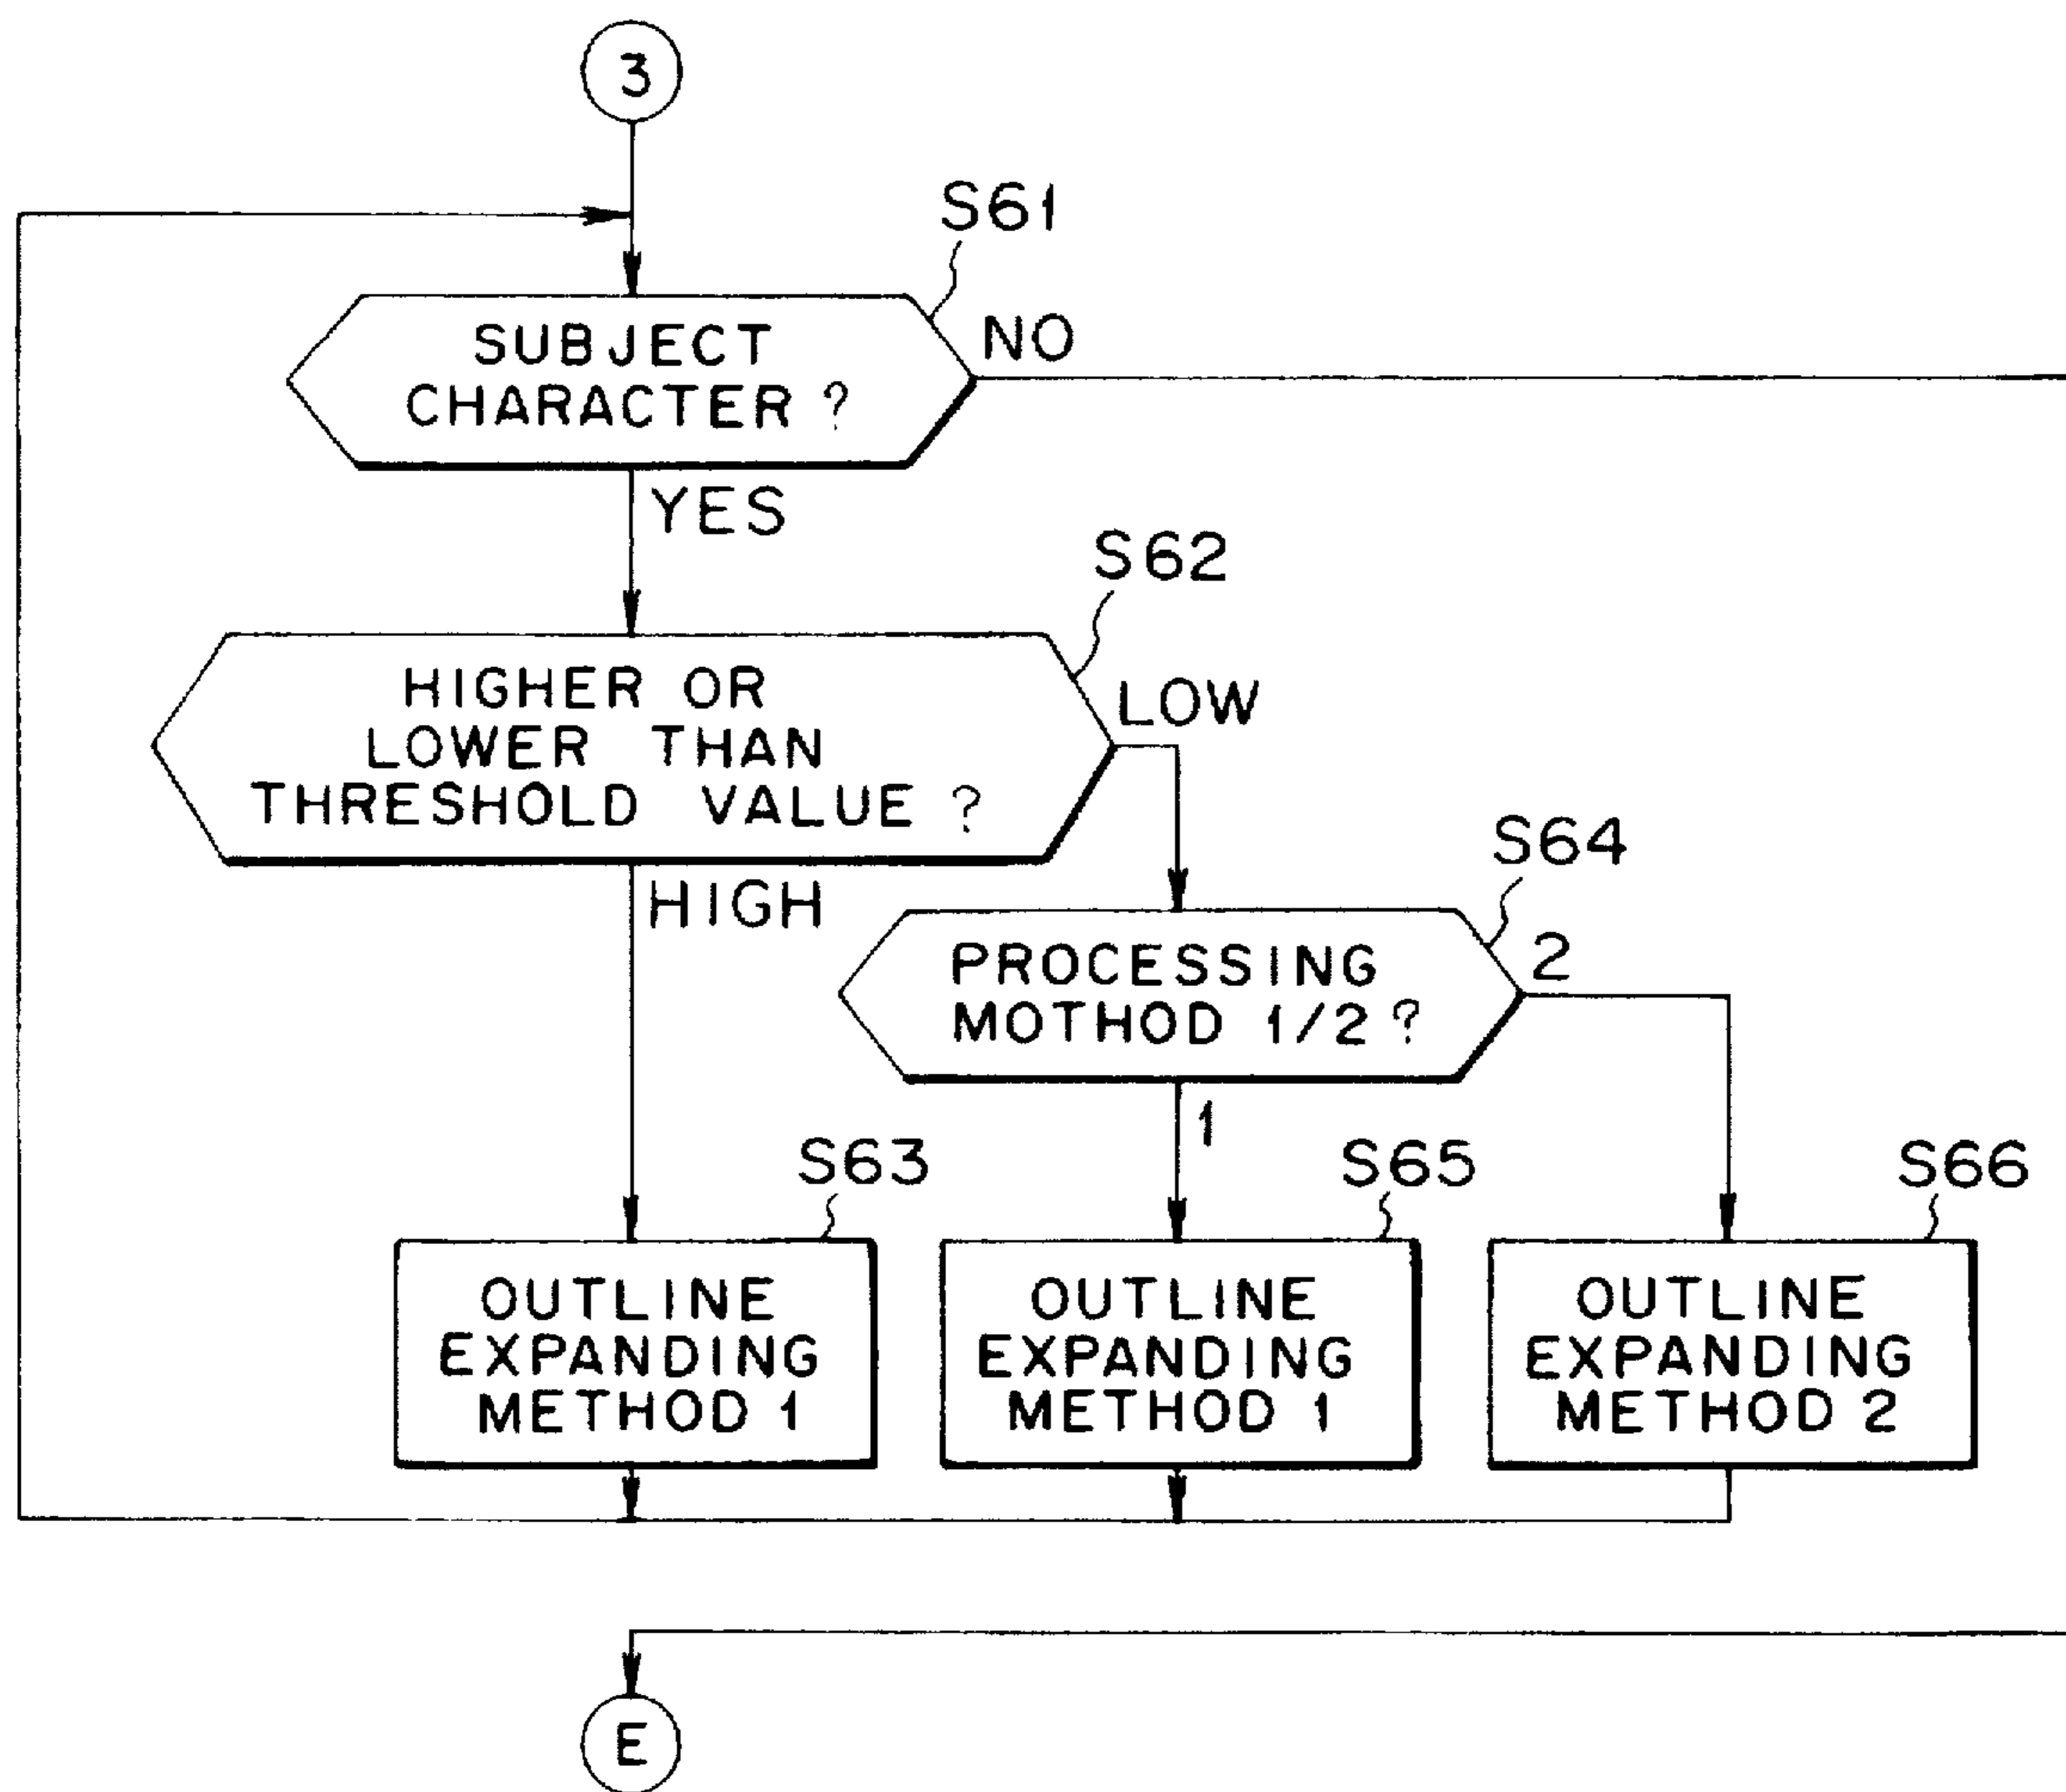 3
S61
SUBJECT
CHARACTER ?
NO
YES
S62
HIGHER OR
LOWER THAN
THRESHOLD VALUE ?
LOW
HIGH
S64
PROCESSING
MOTHOD 1/2 ?
2
1
S63
OUTLINE
EXPANDING
METHOD 1
S65
OUTLINE
EXPANDING
METHOD 1
S66
OUTLINE
EXPANDING
METHOD 2
E